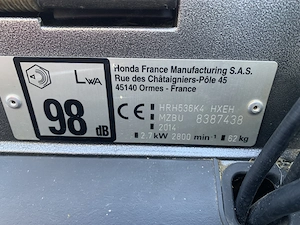 LWA
98 dB
Honda France Manufacturing S.A.S.
Rue des Châtaigniers-Pôle 45
45140 Ormes - France
CE
HRH536K4 HXEH
MZBU 8387438
2014
2.7 kW 2800 min⁻¹ 62 kg